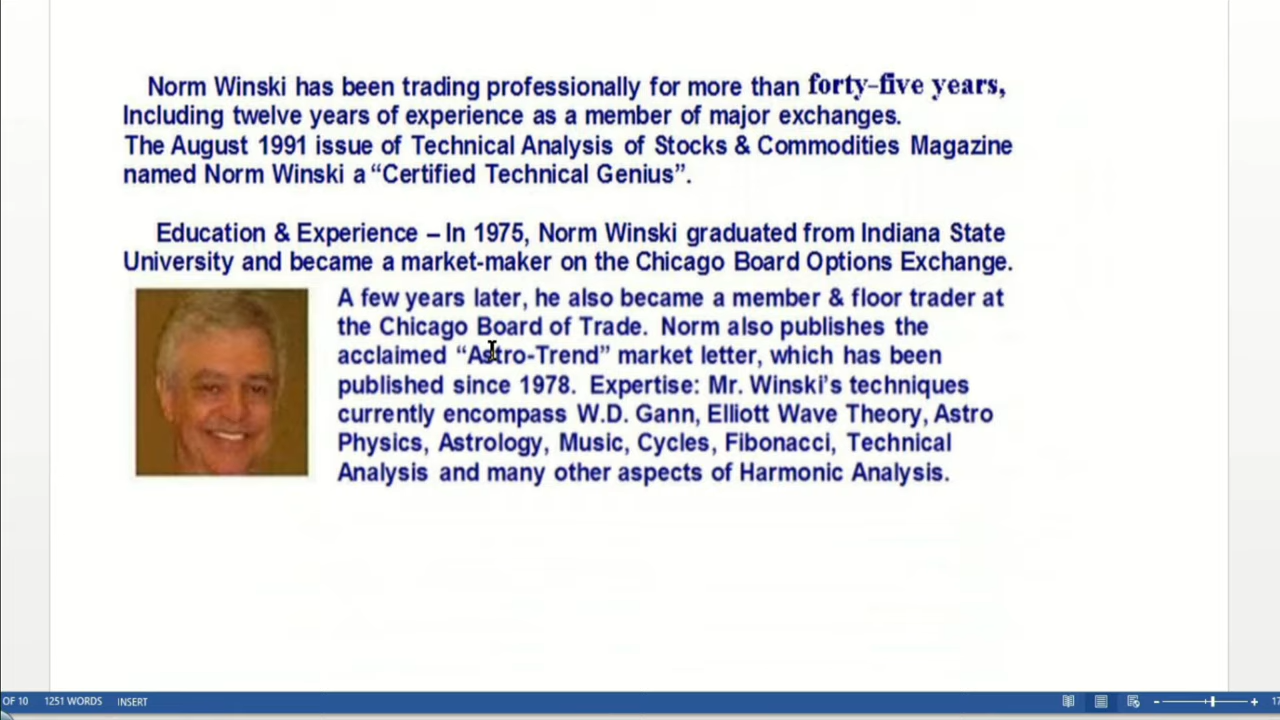 Norm Winski has been trading professionally for more than forty-five years,
Including twelve years of experience as a member of major exchanges.
The August 1991 issue of Technical Analysis of Stocks & Commodities Magazine
named Norm Winski a “Certified Technical Genius”.
Education & Experience – In 1975, Norm Winski graduated from Indiana State
University and became a market-maker on the Chicago Board Options Exchange.
A few years later, he also became a member & floor trader at
the Chicago Board of Trade. Norm also publishes the
acclaimed “Astro-Trend” market letter, which has been
published since 1978. Expertise: Mr. Winski’s techniques
currently encompass W.D. Gann, Elliott Wave Theory, Astro
Physics, Astrology, Music, Cycles, Fibonacci, Technical
Analysis and many other aspects of Harmonic Analysis.
OF 10 1251 WORDS INSERT